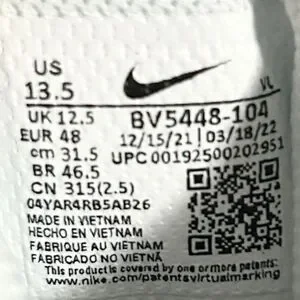 US
13.5
VL
UK 12.5 BV5448-104
EUR 48 12/15/21 | 03/18/22
cm 31.5 UPC 00192500202951
BR 46.5
CN 315(2.5)
04YAR4RB5AB26
MADE IN VIETNAM
HECHO EN VIETNAM
FABRIQUE AU VIETNAM
FABRICADO NO VIETNÃ
This product is covered by one or more patents:
www.nike.com/patentsvirtualmarking